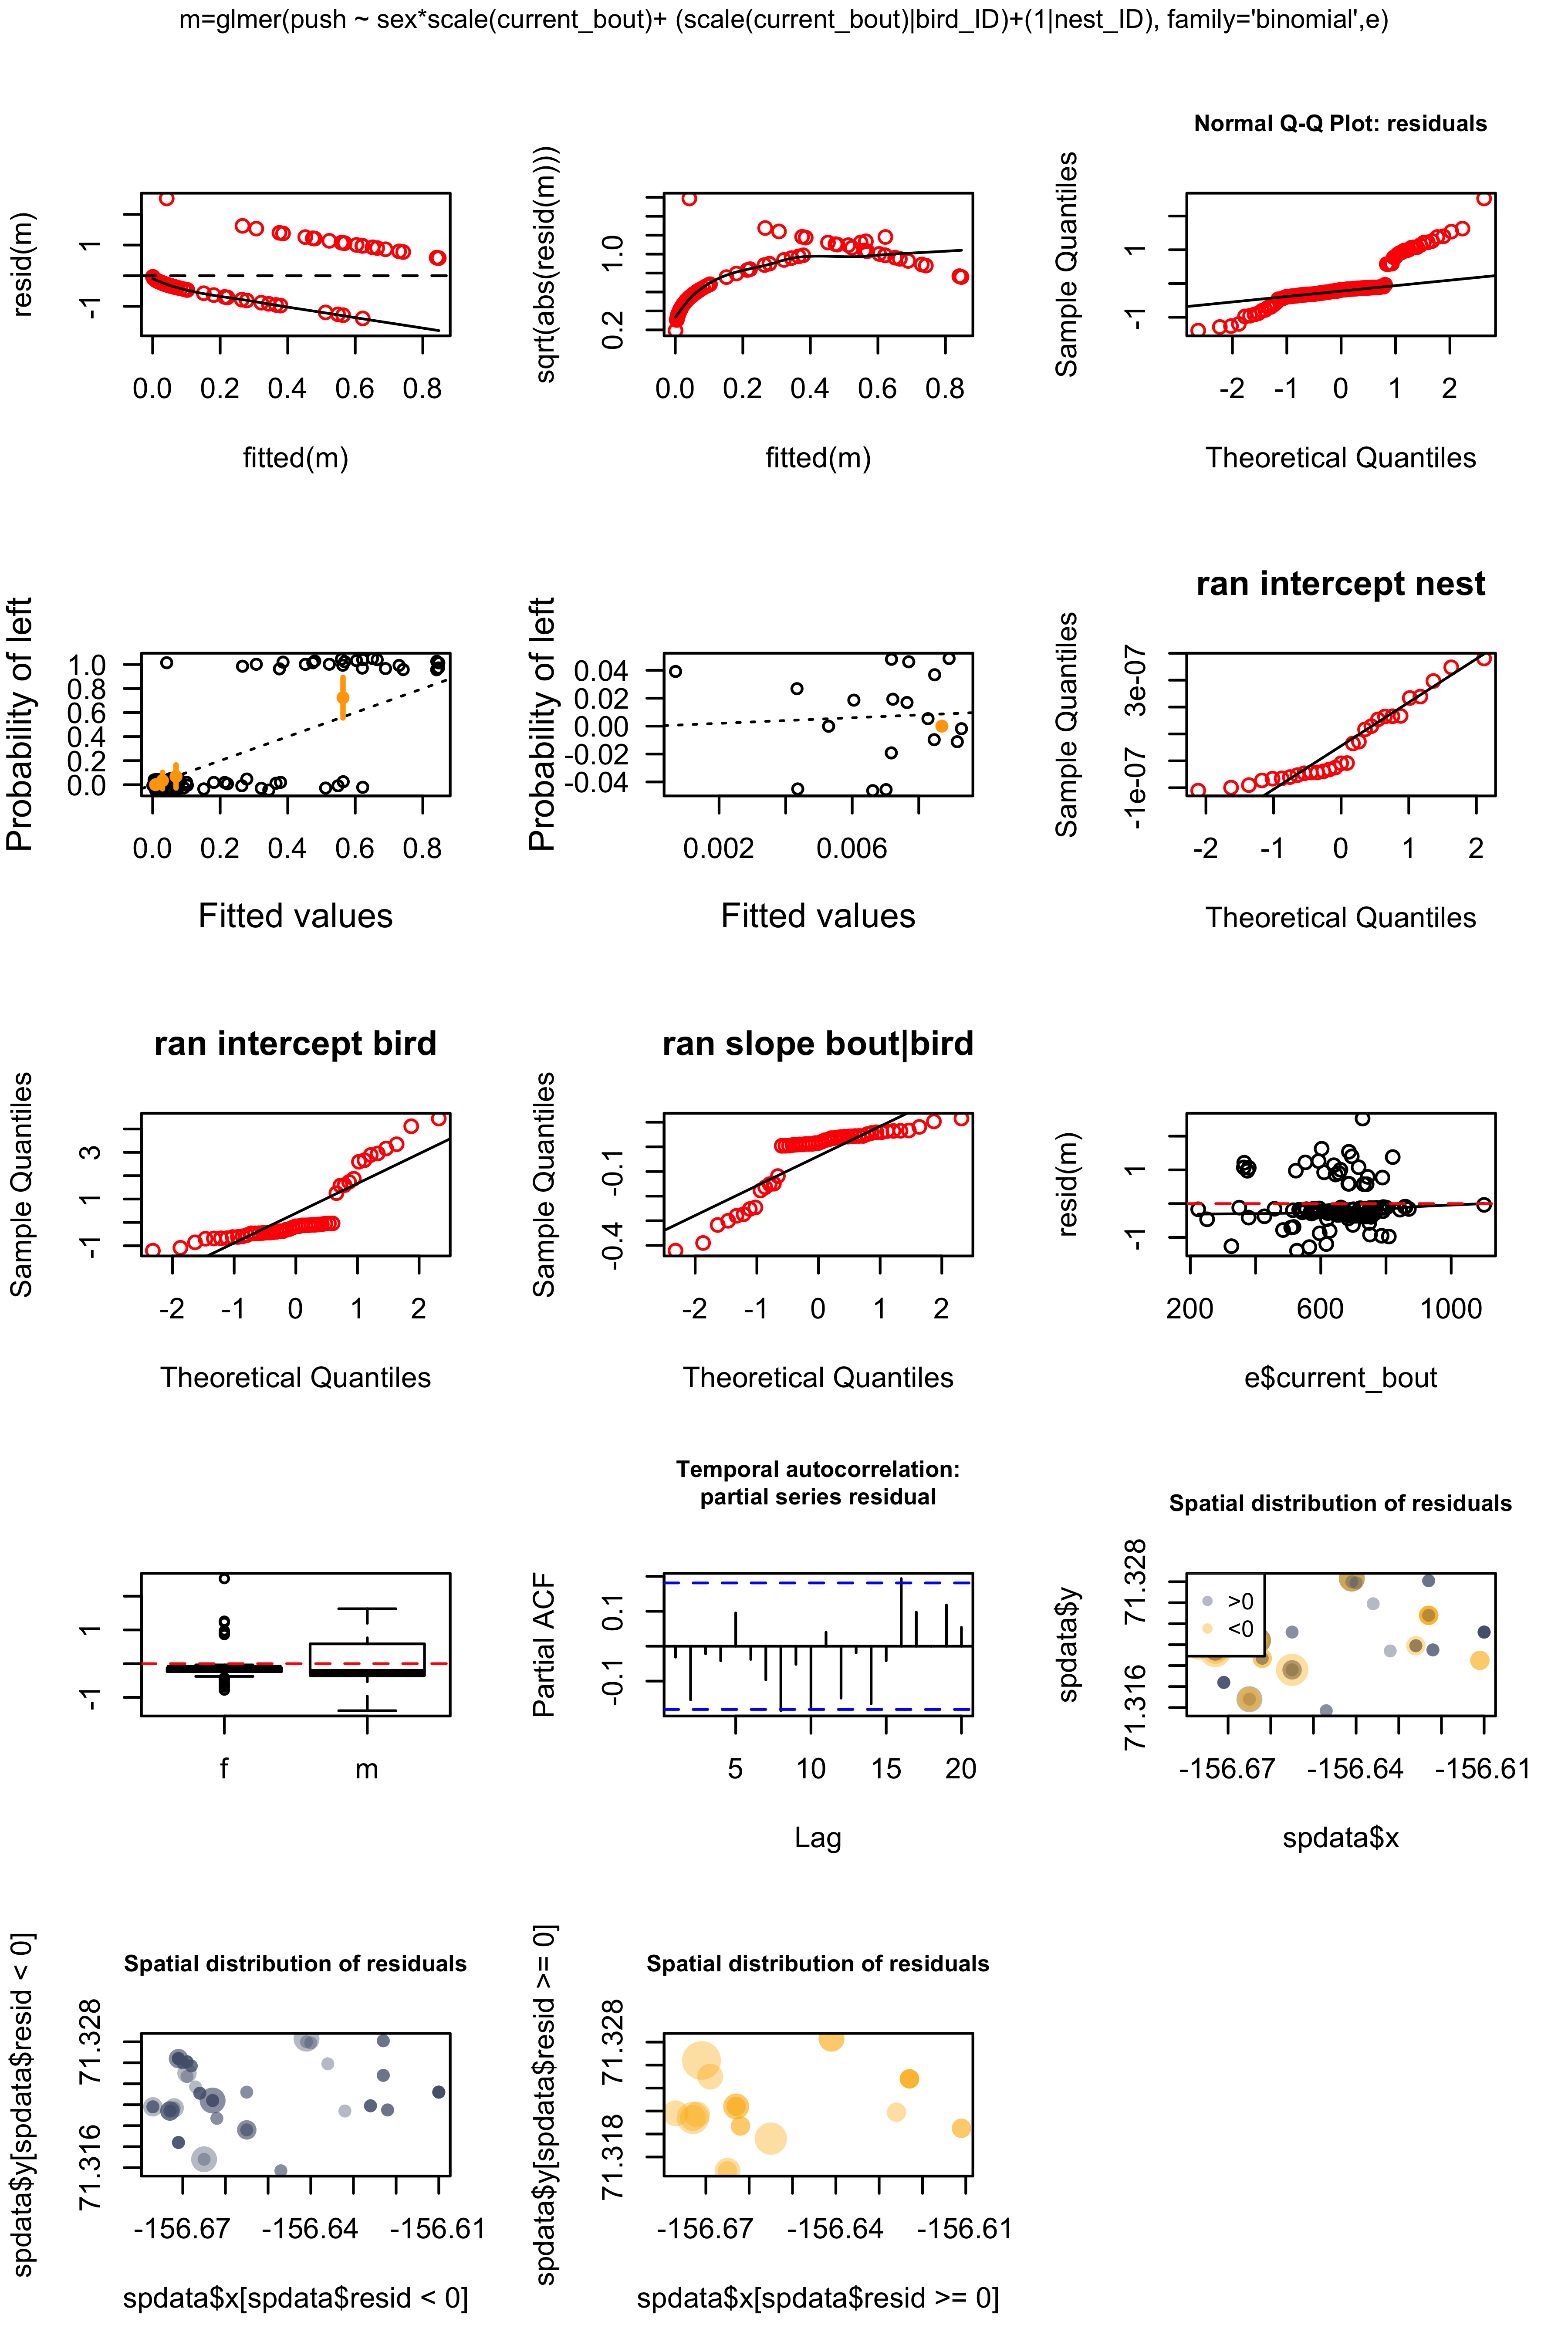 m=glmer(push ~ sex*scale(current_bout)+ (scale(current_bout)|bird_ID)+(1|nest_ID), family='binomial',e)
resid(m)
1
-1
0.0 0.2 0.4 0.6 0.8
fitted(m)
sqrt(abs(resid(m)))
1.0
0.2
0.0 0.2 0.4 0.6 0.8
fitted(m)
Normal Q-Q Plot: residuals
Sample Quantiles
1
-1
-2 -1 0 1 2
Theoretical Quantiles
Probability of left
1.0
0.8
0.6
0.4
0.2
0.0
0.0 0.2 0.4 0.6 0.8
Fitted values
Probability of left
0.04
0.02
0.00
-0.02
-0.04
0.002 0.006
Fitted values
ran intercept nest
Sample Quantiles
3e-07
-1e-07
-2 -1 0 1 2
Theoretical Quantiles
ran intercept bird
Sample Quantiles
3
1
-1
-2 -1 0 1 2
Theoretical Quantiles
ran slope bout|bird
Sample Quantiles
-0.1
-0.4
-2 -1 0 1 2
Theoretical Quantiles
resid(m)
1
-1
200 600 1000
e$current_bout
1
-1
f m
Temporal autocorrelation:
partial series residual
Partial ACF
0.1
-0.1
5 10 15 20
Lag
Spatial distribution of residuals
spdata$y
71.328
71.316
>0
<0
-156.67 -156.64 -156.61
spdata$x
Spatial distribution of residuals
spdata$y[spdata$resid < 0]
71.328
71.316
-156.67 -156.64 -156.61
spdata$x[spdata$resid < 0]
Spatial distribution of residuals
spdata$y[spdata$resid >= 0]
71.328
71.318
-156.67 -156.64 -156.61
spdata$x[spdata$resid >= 0]